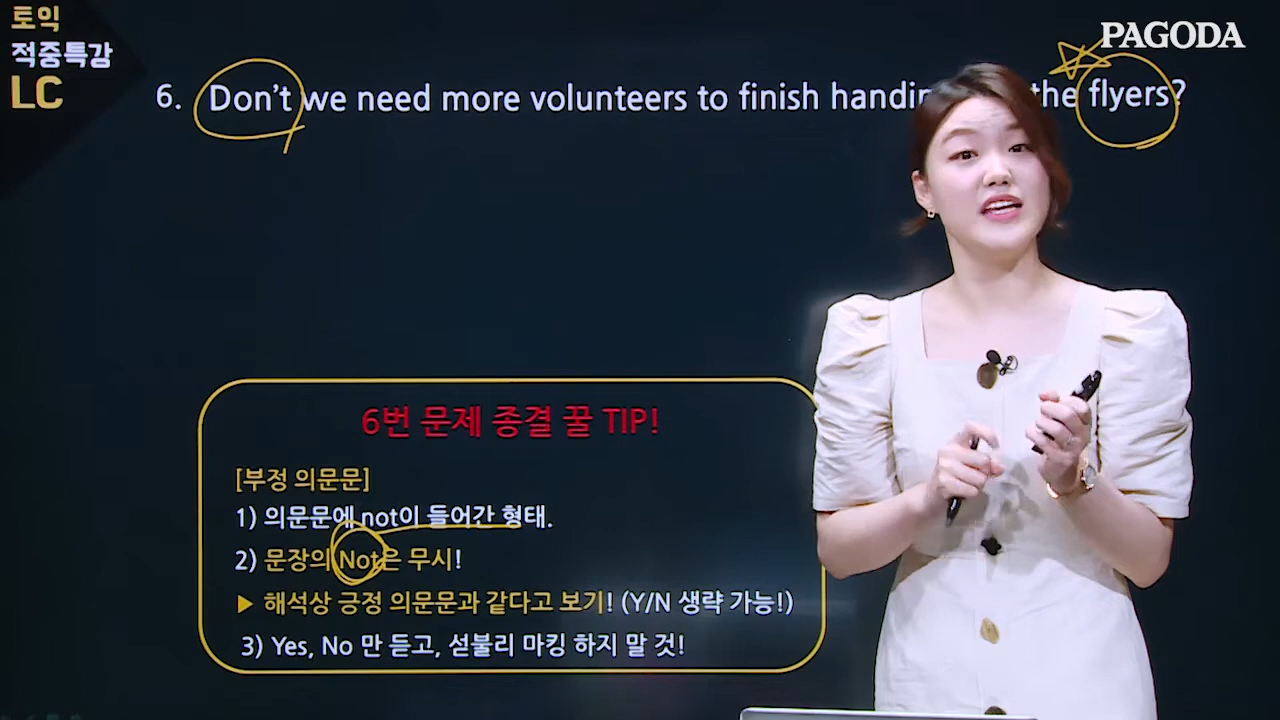 토익
적중특강
LC
PAGODA
6. Don't we need more volunteers to finish handin the flyers?
6번 문제 종결 꿀 TIP!
[부정 의문문]
1) 의문문에 not이 들어간 형태.
2) 문장의 Not은 무시!
▶ 해석상 긍정 의문문과 같다고 보기! (Y/N 생략 가능!)
3) Yes, No 만 듣고, 섣불리 마킹 하지 말 것!